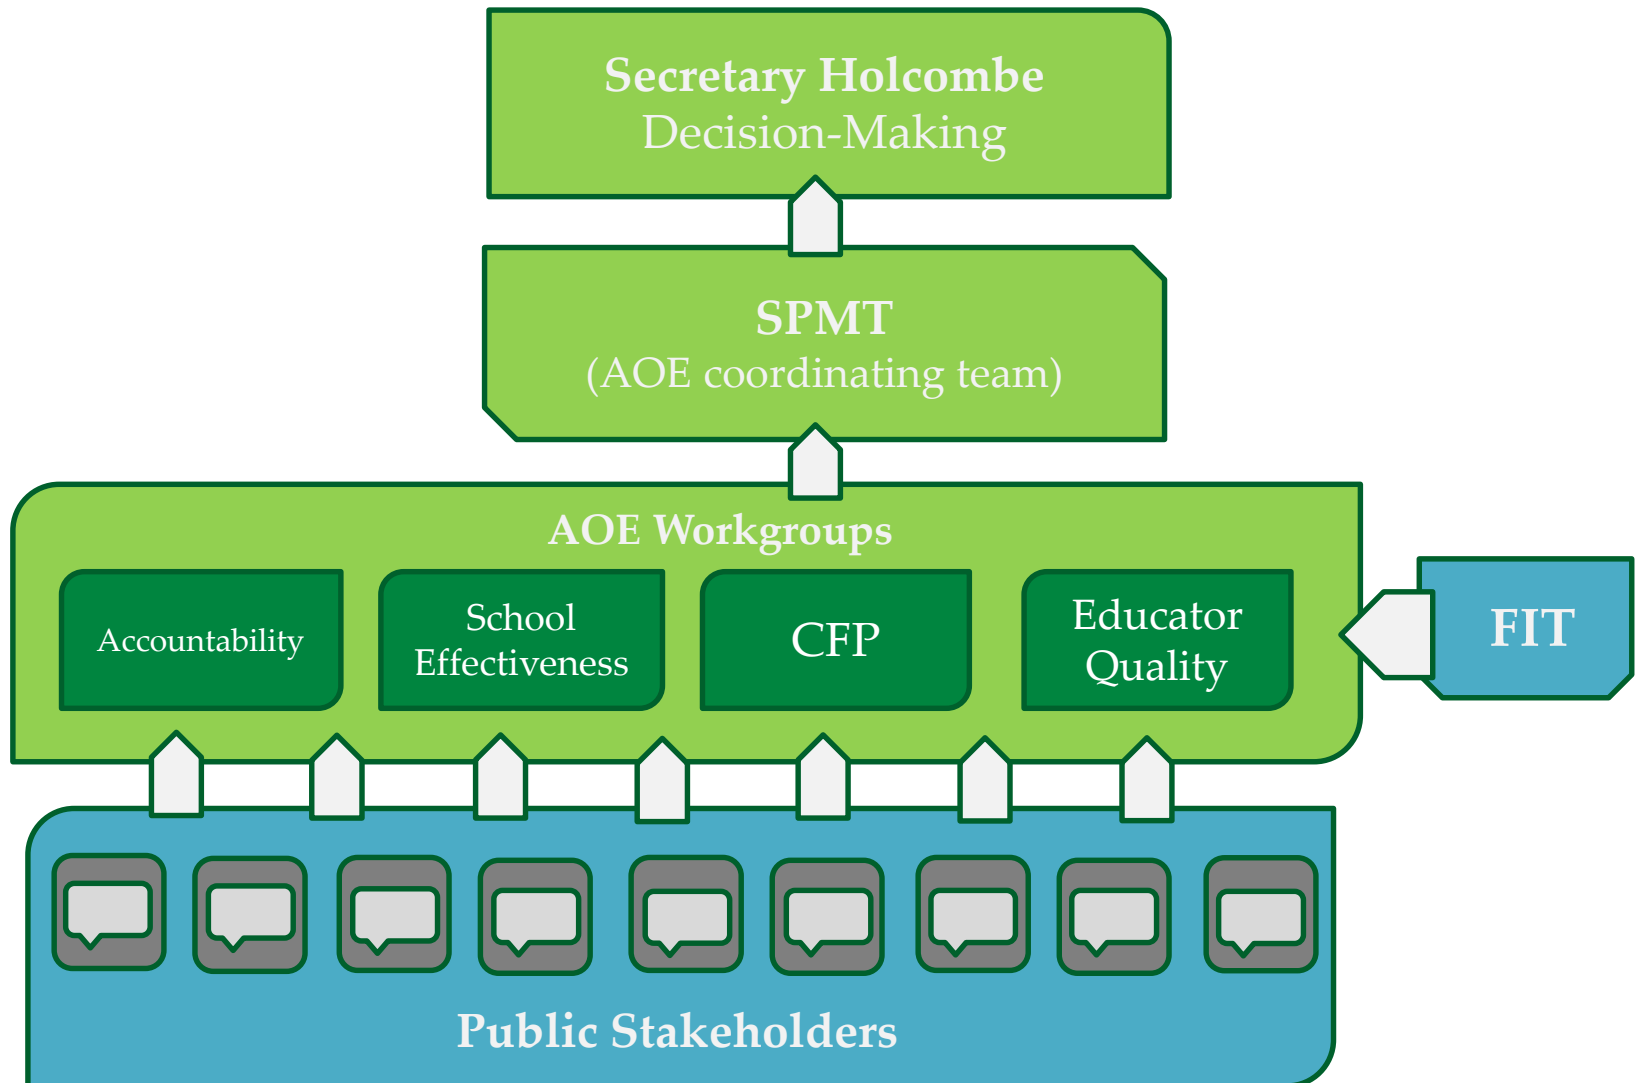 Secretary Holcombe
Decision-Making
SPMT
(AOE coordinating team)
AOE Workgroups
Accountability
School
Effectiveness
CFP
Educator
Quality
FIT
Public Stakeholders